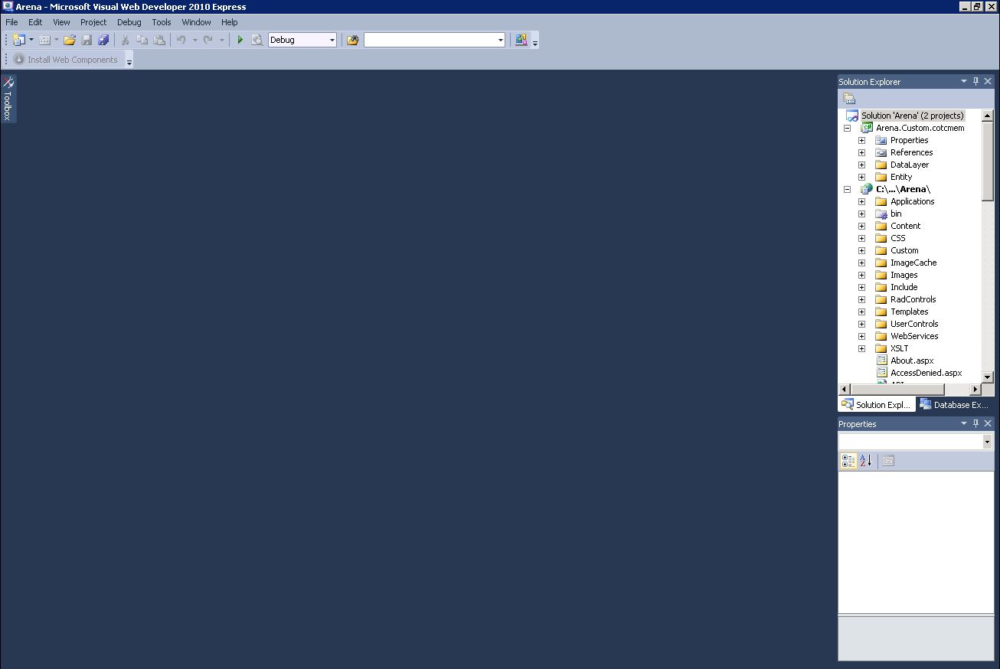 Arena - Microsoft Visual Web Developer 2010 Express
File Edit View Project Debug Tools Window Help
Debug
Install Web Components
Toolbox
Solution Explorer
Solution 'Arena' (2 projects)
Arena.Custom.cotcmem
Properties
References
DataLayer
Entity
C:\...\Arena\
Applications
bin
Content
CSS
Custom
ImageCache
Images
Include
RadControls
Templates
UserControls
WebServices
XSLT
About.aspx
AccessDenied.aspx
Solution Expl... Database Ex...
Properties